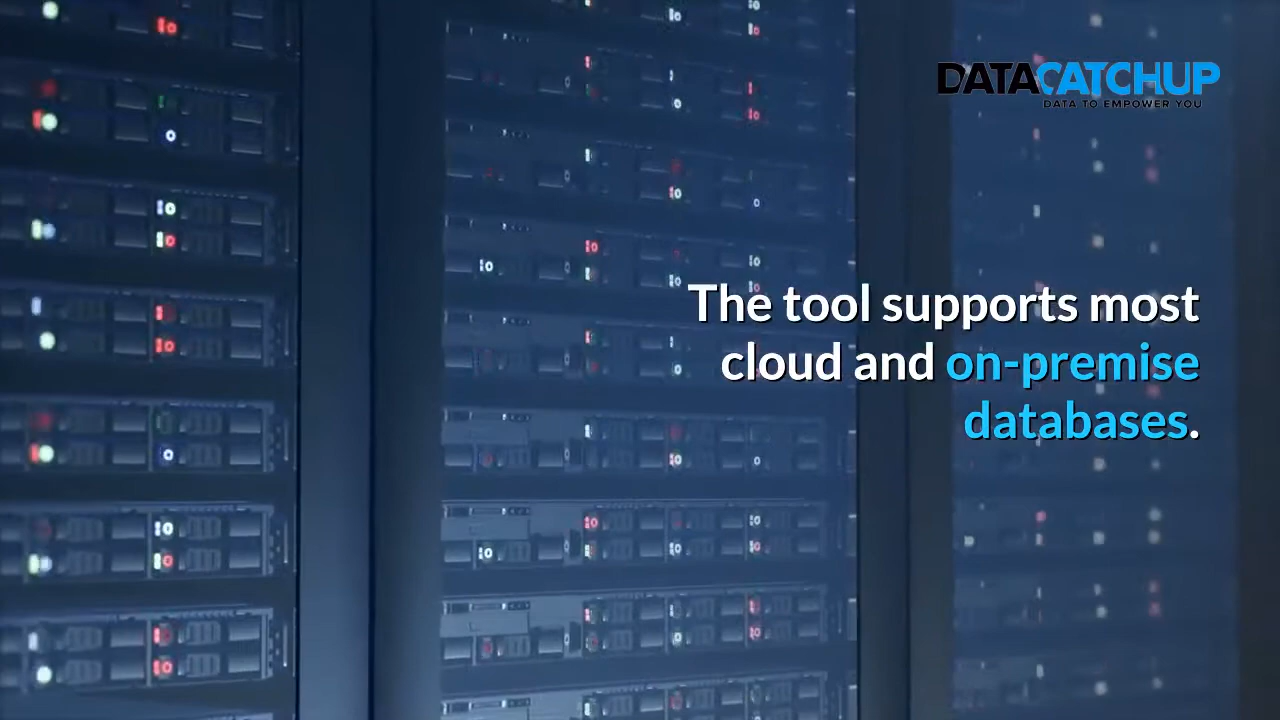 DATACATCHUP
DATA TO EMPOWER YOU
The tool supports most
cloud and on-premise
databases.